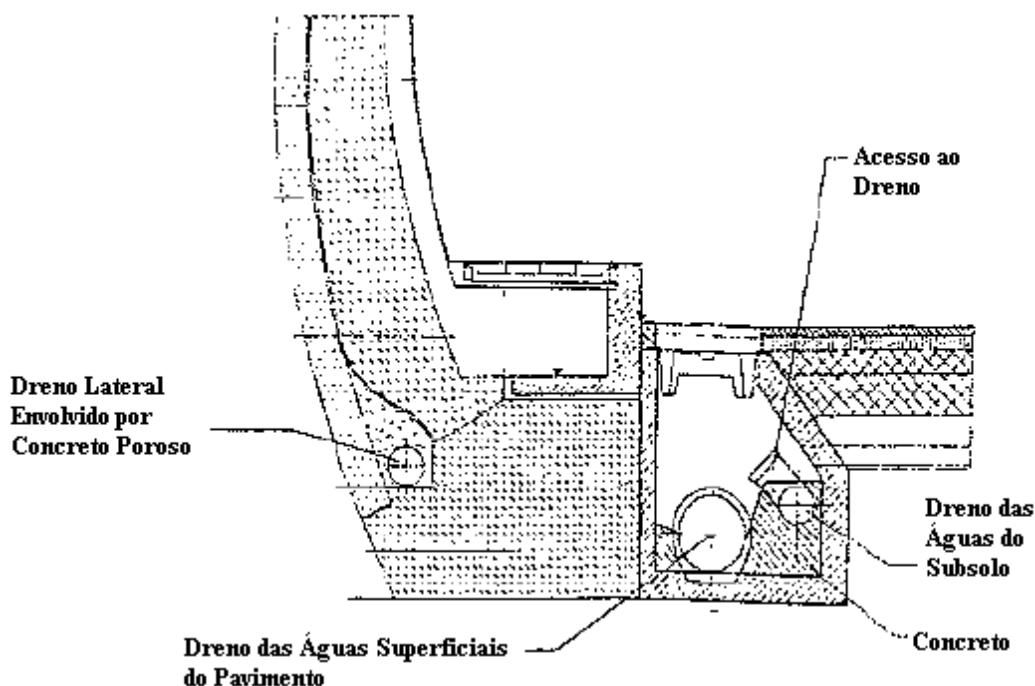 Acesso ao
Dreno
Dreno Lateral
Envolvido por
Concreto Poroso
Dreno das
Águas do
Subsolo
Concreto
Dreno das Águas Superficiais
do Pavimento